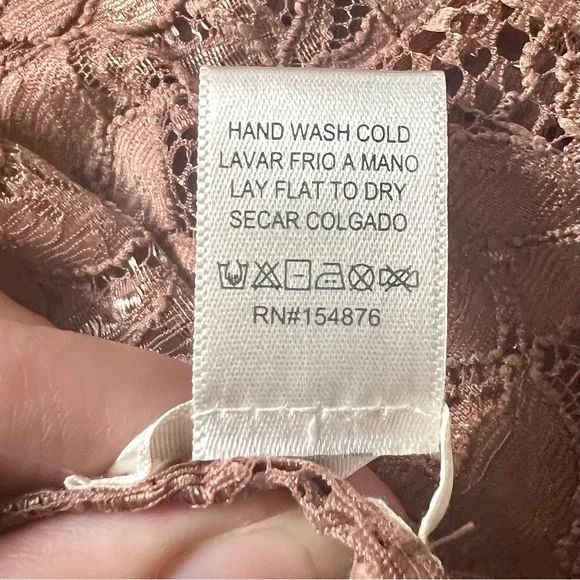 HAND WASH COLD
LAVAR FRIO A MANO
LAY FLAT TO DRY
SECAR COLGADO
RN#154876